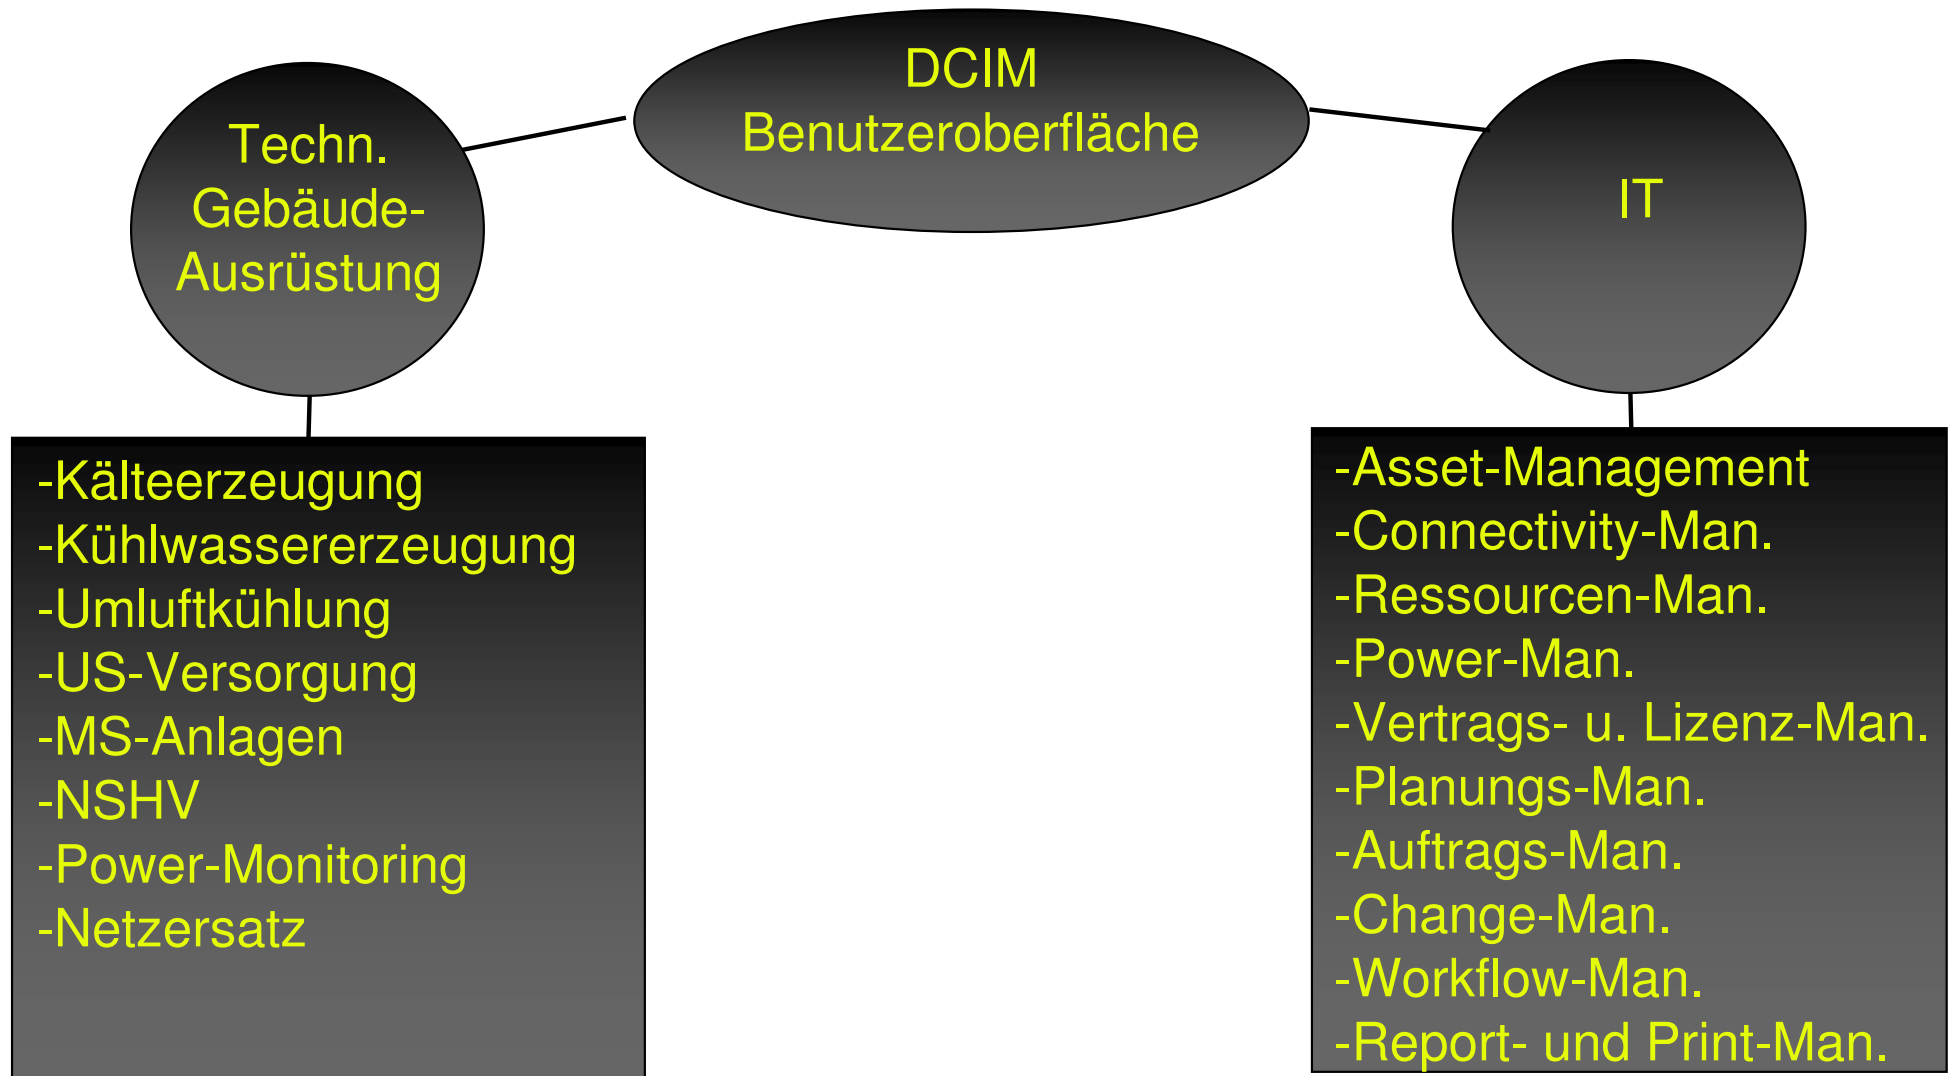 DCIM
Benutzeroberfläche
Techn.
Gebäude-
Ausrüstung
IT
-Kälteerzeugung
-Kühlwassererzeugung
-Umluftkühlung
-US-Versorgung
-MS-Anlagen
-NSHV
-Power-Monitoring
-Netzersatz
-Asset-Management
-Connectivity-Man.
-Ressourcen-Man.
-Power-Man.
-Vertrags- u. Lizenz-Man.
-Planungs-Man.
-Auftrags-Man.
-Change-Man.
-Workflow-Man.
-Report- und Print-Man.